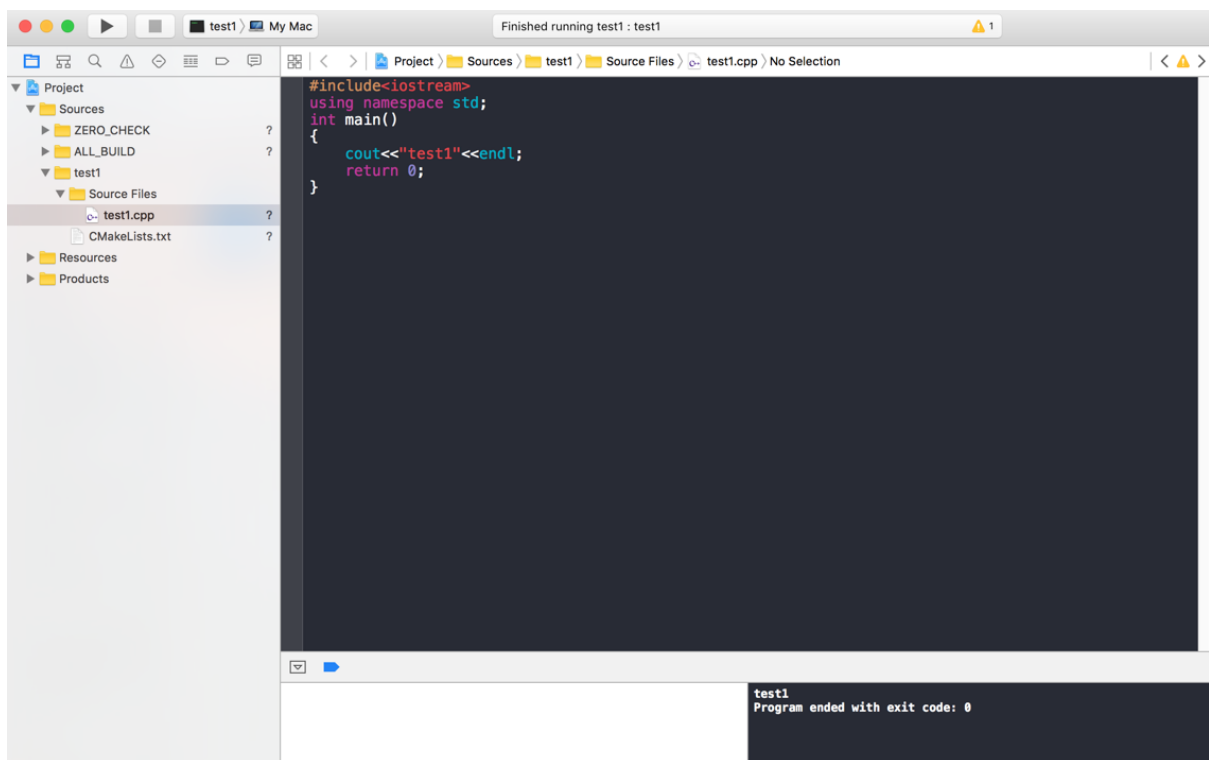 test1 My Mac
Finished running test1 : test1
1
Project Sources test1 Source Files test1.cpp No Selection
Project
Sources
ZERO_CHECK ?
ALL_BUILD ?
test1
Source Files
test1.cpp ?
CMakeLists.txt ?
Resources
Products
#include<iostream>
using namespace std;
int main()
{
    cout<<"test1"<<endl;
    return 0;
}
test1
Program ended with exit code: 0